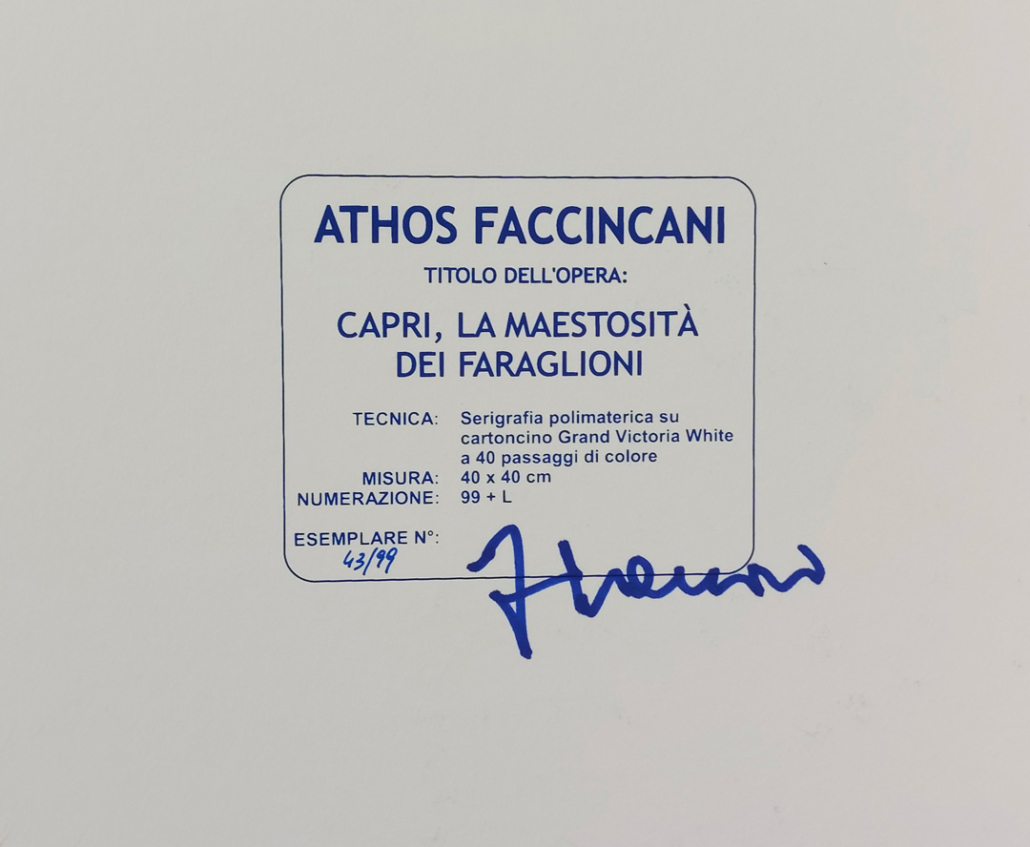 ATHOS FACCINCANI
TITOLO DELL'OPERA:
CAPRI, LA MAESTOSITÀ
DEI FARAGLIONI
TECNICA: Serigrafia polimaterica su
cartoncino Grand Victoria White
a 40 passaggi di colore
MISURA: 40 x 40 cm
NUMERAZIONE: 99 + L
ESEMPLARE N°:
43/99